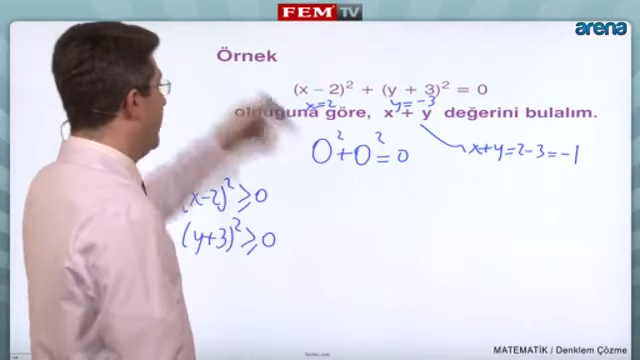 FEM TV
arena
Örnek
(x – 2)² + (y + 3)² = 0
x=2 y=-3
olduğuna göre, x + y değerini bulalım.
0² + 0² = 0
x+y=2-3=-1
(x-2)² ≥ 0
(y+3)² ≥ 0
MATEMATİK / Denklem Çözme